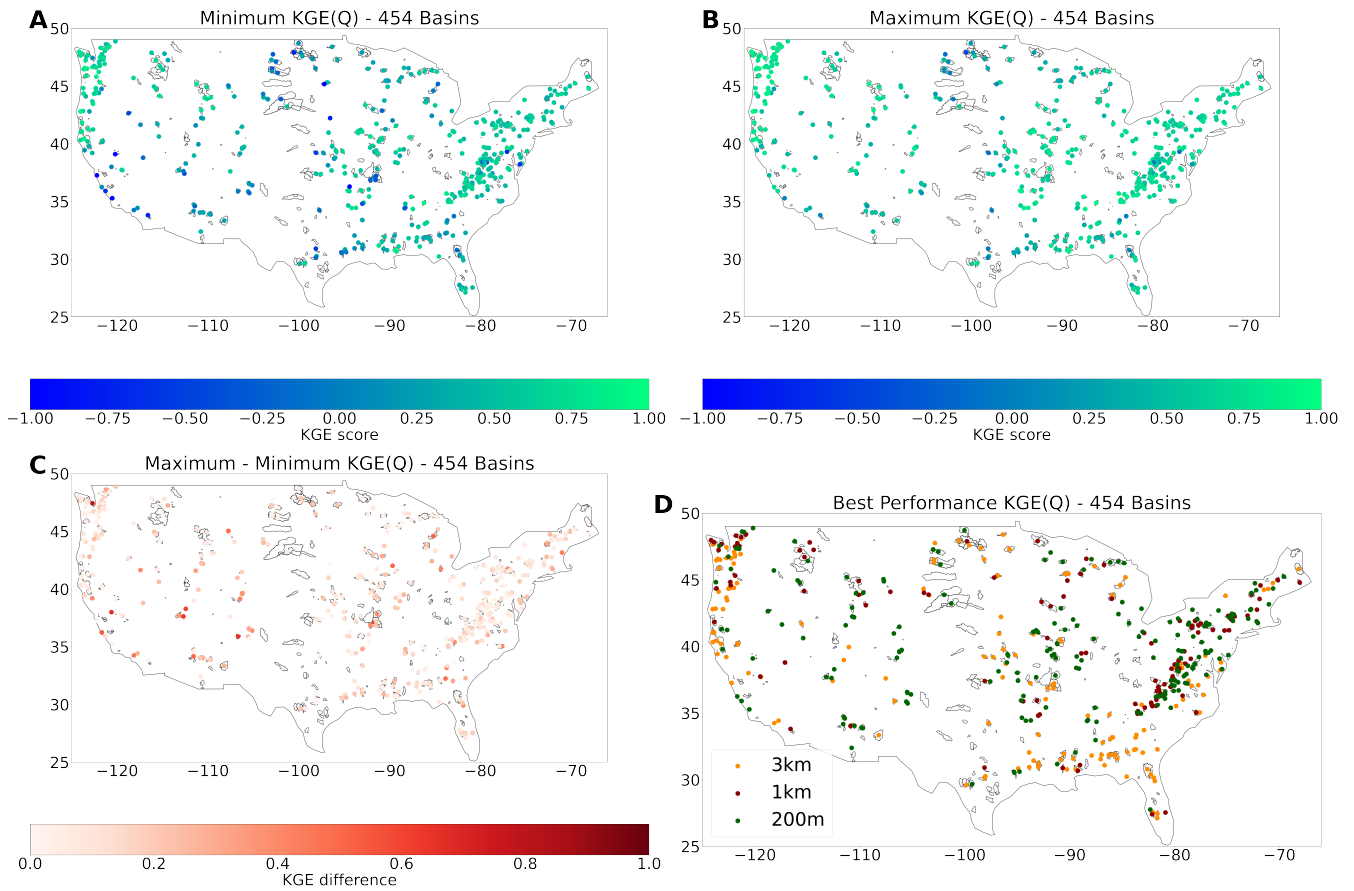 A
Minimum KGE(Q) - 454 Basins
50
45
40
35
30
25
−120 −110 −100 −90 −80 −70
−1.00 −0.75 −0.50 −0.25 0.00 0.25 0.50 0.75 1.00
KGE score
B
Maximum KGE(Q) - 454 Basins
50
45
40
35
30
25
−120 −110 −100 −90 −80 −70
−1.00 −0.75 −0.50 −0.25 0.00 0.25 0.50 0.75 1.00
KGE score
C
Maximum - Minimum KGE(Q) - 454 Basins
50
45
40
35
30
25
−120 −110 −100 −90 −80 −70
0.0 0.2 0.4 0.6 0.8 1.0
KGE difference
D
Best Performance KGE(Q) - 454 Basins
50
45
40
35
30
25
3km
1km
200m
−120 −110 −100 −90 −80 −70